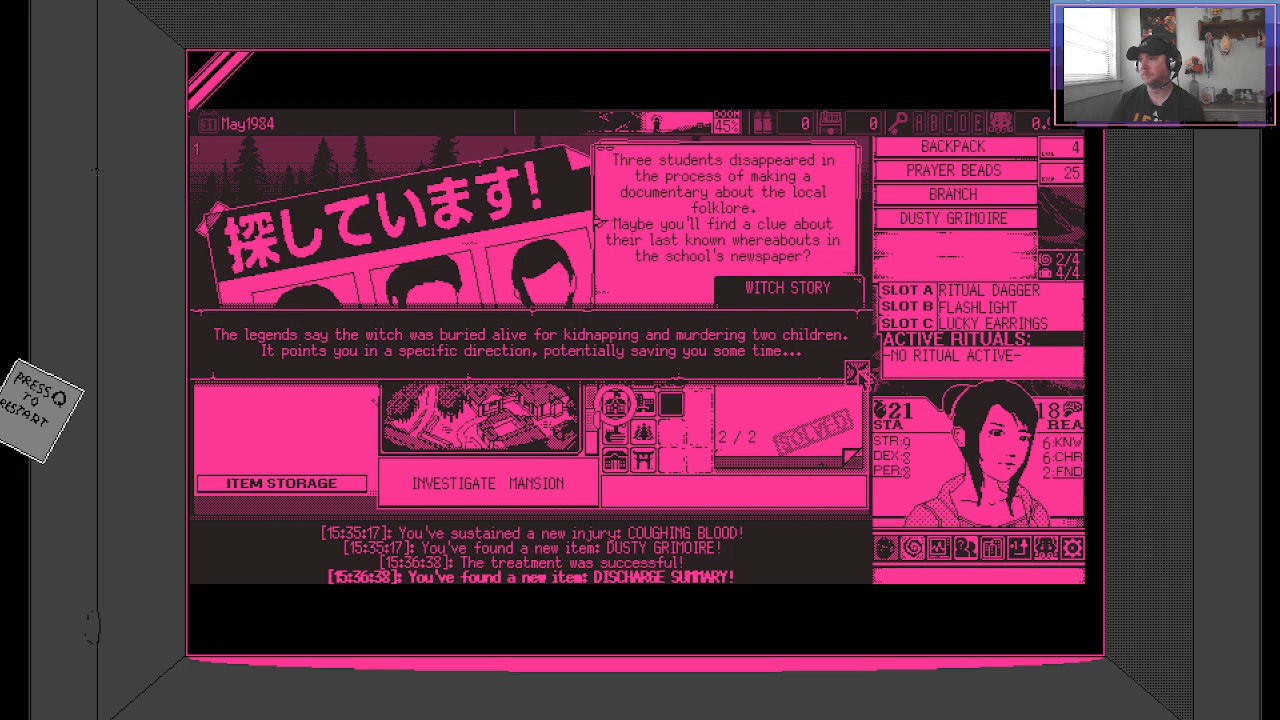 May1984
DOOM
45%
0
0
A B C D E
1
探しています!
Three students disappeared in
the process of making a
documentary about the local
folklore.
Maybe you'll find a clue about
their last known whereabouts in
the school's newspaper?
WITCH STORY
The legends say the witch was buried alive for kidnapping and murdering two children.
It points you in a specific direction, potentially saving you some time...
BACKPACK
PRAYER BEADS
BRANCH
DUSTY GRIMOIRE
LVL 4
EXP 25
2/4
4/4
SLOT A RITUAL DAGGER
SLOT B FLASHLIGHT
SLOT C LUCKY EARRINGS
ACTIVE RITUALS:
-NO RITUAL ACTIVE-
PRESS Q
TO
RESTART
ITEM STORAGE
INVESTIGATE MANSION
2/2
SOLVED
21
STA
18
REA
STR:9
DEX:8
PER:8
6:KNW
6:CHR
2:FND
[15:35:17]: You've sustained a new injury: COUGHING BLOOD!
[15:35:17]: You've found a new item: DUSTY GRIMOIRE!
[15:36:38]: The treatment was successful!
[15:36:38]: You've found a new item: DISCHARGE SUMMARY!